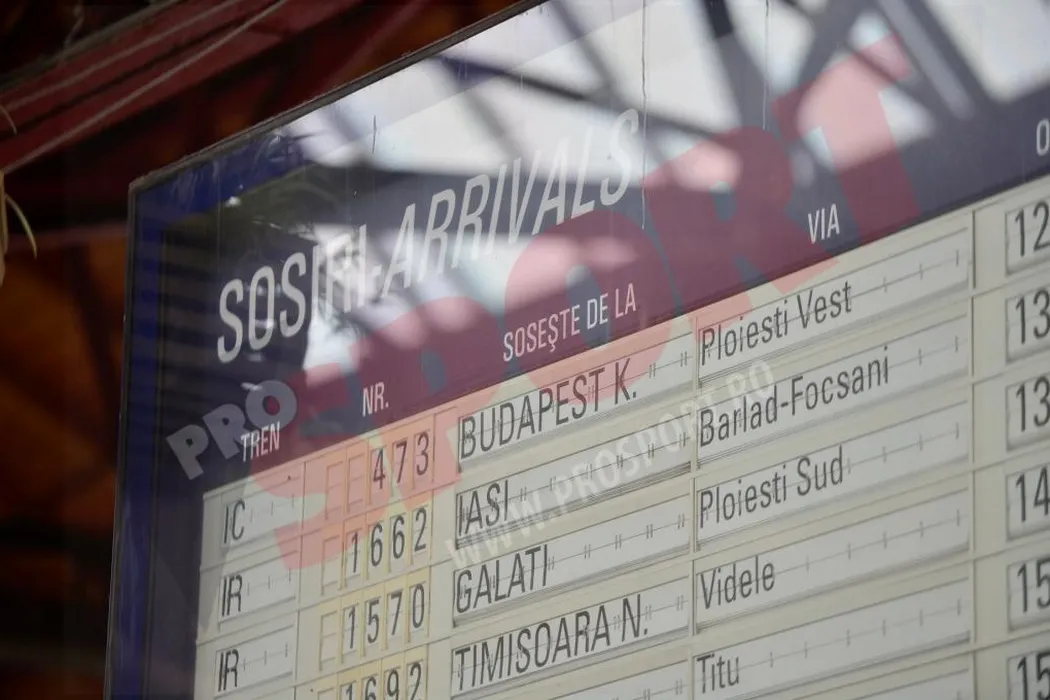 SOSIRI-ARRIVALS
TREN NR. SOSEŞTE DE LA VIA
IC 473 BUDAPEST K. Ploiesti Vest 12
IR 1662 IASI Barlad-Focsani 13
IR 1570 GALATI Ploiesti Sud 13
1692 TIMISOARA N. Videle 14
Titu 15
15
PRO SPORT
WWW.PROSPORT.RO